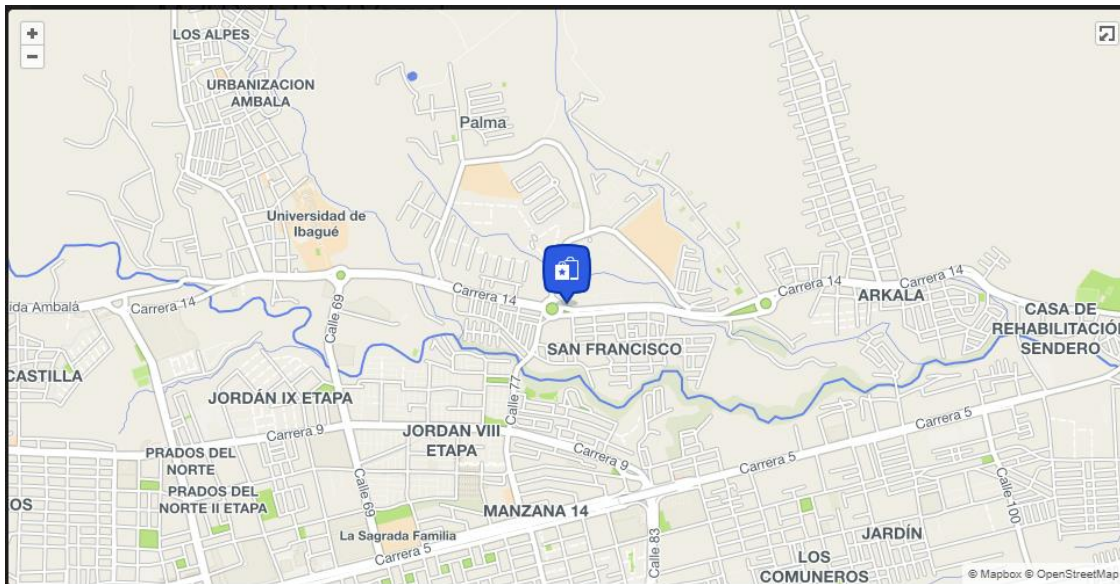 +
−
LOS ALPES
URBANIZACION
AMBALA
Palma
Universidad de
Ibagué
ida Ambalá
Carrera 14
Calle 69
Carrera 14
Carrera 14
ARKALA
CASA DE
REHABILITACIÓN
SENDERO
SAN FRANCISCO
CASTILLA
JORDÁN IX ETAPA
Calle 77
Carrera 9
JORDAN VIII
ETAPA
Carrera 9
Carrera 5
PRADOS DEL
NORTE
Calle 69
PRADOS DEL
NORTE II ETAPA
OS
MANZANA 14
La Sagrada Familia
Carrera 5
Calle 83
Calle 100
JARDÍN
LOS
COMUNEROS
© Mapbox © OpenStreetMap